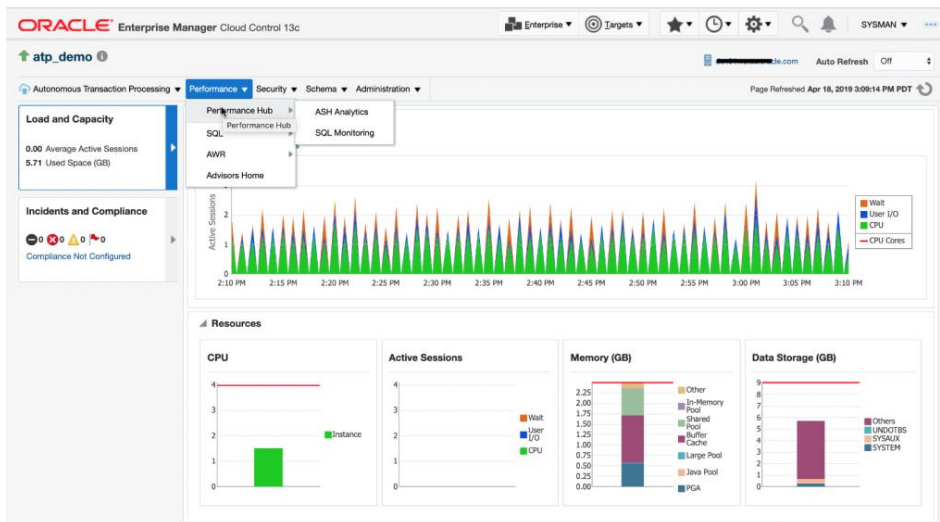 ORACLE Enterprise Manager Cloud Control 13c
Enterprise Targets SYSMAN
atp_demo
.com Auto Refresh Off
Autonomous Transaction Processing Performance Security Schema Administration
Page Refreshed Apr 18, 2019 3:09:14 PM PDT
Performance Hub
ASH Analytics
SQL Monitoring
Performance Hub
SQL
AWR
Advisors Home
Load and Capacity
0.00 Average Active Sessions
5.71 Used Space (GB)
Incidents and Compliance
0 0 0 0
Compliance Not Configured
Active Sessions
2
1
0
2:10 PM 2:15 PM 2:20 PM 2:25 PM 2:30 PM 2:35 PM 2:40 PM 2:45 PM 2:50 PM 2:55 PM 3:00 PM 3:05 PM 3:10 PM
Wait
User I/O
CPU
CPU Cores
Resources
CPU
4
3
2
1
0
Instance
Active Sessions
4
3
2
1
0
Wait
User
I/O
CPU
Memory (GB)
2.25
2.00
1.75
1.50
1.25
1.00
0.75
0.50
0.25
0.00
Other
In-Memory
Pool
Shared
Pool
Buffer
Cache
Large Pool
Java Pool
PGA
Data Storage (GB)
9
8
7
6
5
4
3
2
1
0
Others
UNDOTBS
SYSAUX
SYSTEM